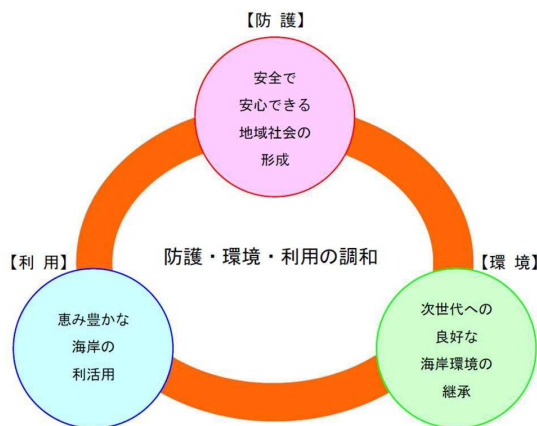 【防 護】
安全で
安心できる
地域社会の
形成
防護・環境・利用の調和
【利 用】
恵み豊かな
海岸の
利活用
【環 境】
次世代への
良好な
海岸環境の
継承